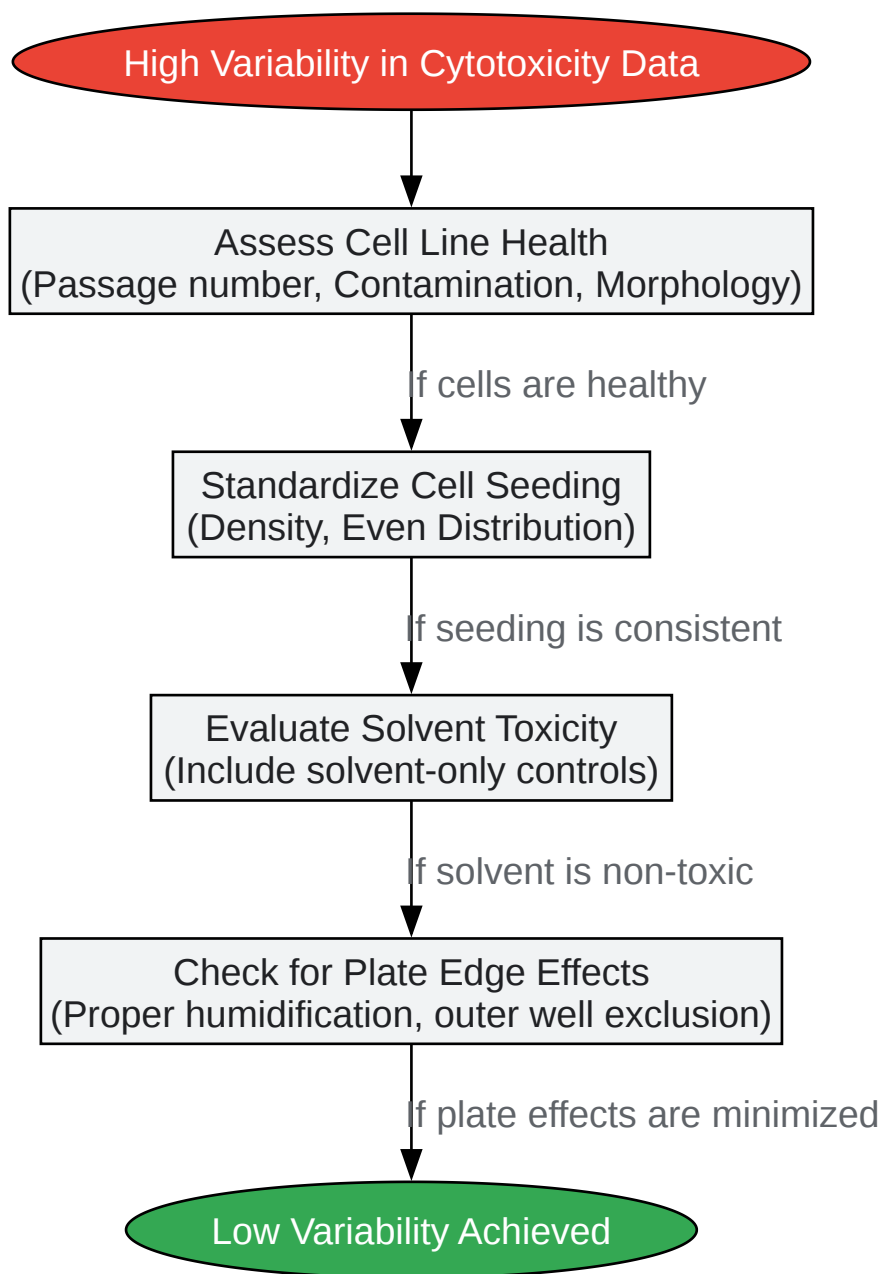 High Variability in Cytotoxicity Data
Assess Cell Line Health
(Passage number, Contamination, Morphology)
If cells are healthy
Standardize Cell Seeding
(Density, Even Distribution)
If seeding is consistent
Evaluate Solvent Toxicity
(Include solvent-only controls)
If solvent is non-toxic
Check for Plate Edge Effects
(Proper humidification, outer well exclusion)
If plate effects are minimized
Low Variability Achieved